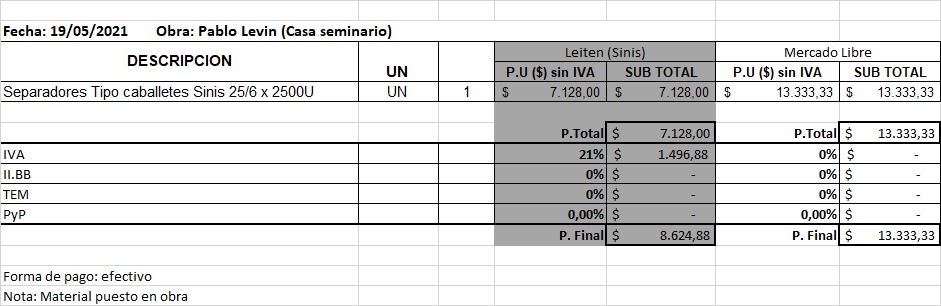 Fecha: 19/05/2021 Obra: Pablo Levin (Casa seminario)
DESCRIPCION UN Leiten (Sinis) Mercado Libre
P.U ($) sin IVA SUB TOTAL P.U ($) sin IVA SUB TOTAL
Separadores Tipo caballetes Sinis 25/6 x 2500U UN 1 $ 7.128,00 $ 7.128,00 $ 13.333,33 $ 13.333,33
P.Total $ 7.128,00 P.Total $ 13.333,33
IVA 21% $ 1.496,88 0% $ -
II.BB 0% $ - 0% $ -
TEM 0% $ - 0% $ -
PyP 0,00% $ - 0,00% $ -
P. Final $ 8.624,88 P. Final $ 13.333,33
Forma de pago: efectivo
Nota: Material puesto en obra